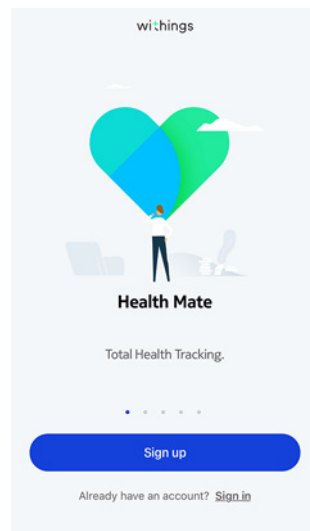 withings
Health Mate
Total Health Tracking.
Sign up
Already have an account? Sign in